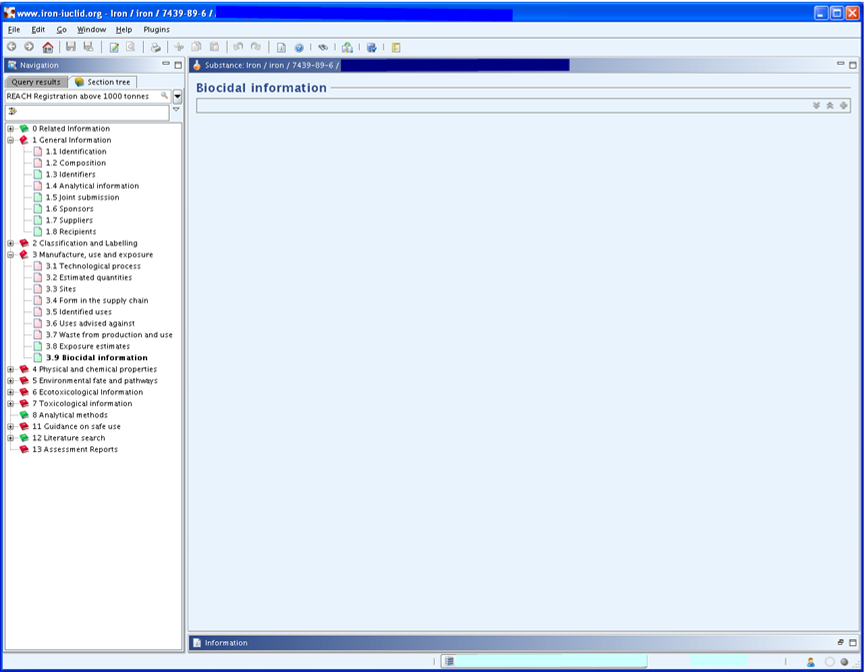 www.iron-iuclid.org - Iron / iron / 7439-89-6 /
File Edit Go Window Help Plugins
Navigation
Substance: Iron / iron / 7439-89-6 /
Query results Section tree
REACH Registration above 1000 tonnes
Biocidal information
0 Related Information
1 General Information
1.1 Identification
1.2 Composition
1.3 Identifiers
1.4 Analytical information
1.5 Joint submission
1.6 Sponsors
1.7 Suppliers
1.8 Recipients
2 Classification and Labelling
3 Manufacture, use and exposure
3.1 Technological process
3.2 Estimated quantities
3.3 Sites
3.4 Form in the supply chain
3.5 Identified uses
3.6 Uses advised against
3.7 Waste from production and use
3.8 Exposure estimates
3.9 Biocidal information
4 Physical and chemical properties
5 Environmental fate and pathways
6 Ecotoxicological Information
7 Toxicological information
8 Analytical methods
11 Guidance on safe use
12 Literature search
13 Assessment Reports
Information